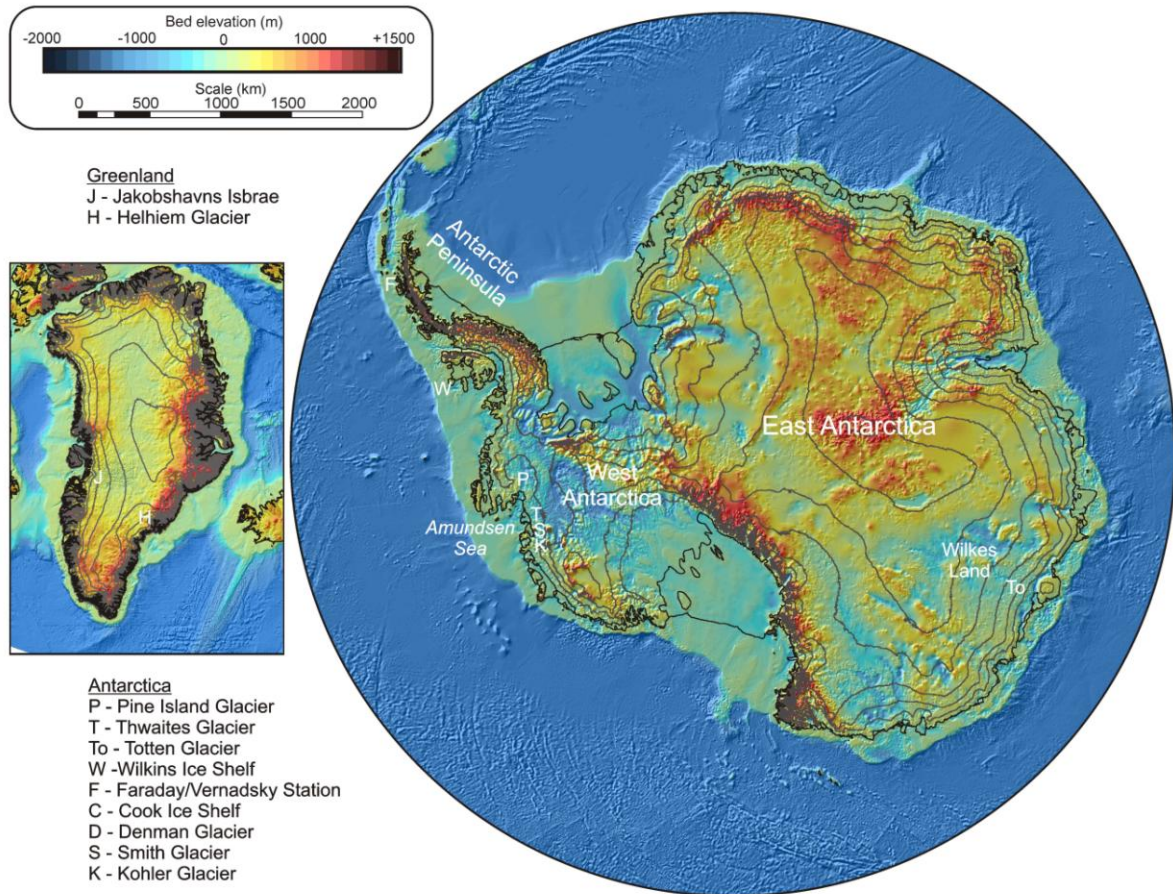 Bed elevation (m)
-2000 -1000 0 1000 +1500
Scale (km)
0 500 1000 1500 2000
Greenland
J - Jakobshavns Isbrae
H - Helhiem Glacier
J
H
Antarctica
P - Pine Island Glacier
T - Thwaites Glacier
To - Totten Glacier
W -Wilkins Ice Shelf
F - Faraday/Vernadsky Station
C - Cook Ice Shelf
D - Denman Glacier
S - Smith Glacier
K - Kohler Glacier
Antarctic
Peninsula
F
W
East Antarctica
West
Antarctica
P
T
S
K
Amundsen
Sea
Wilkes
Land
To